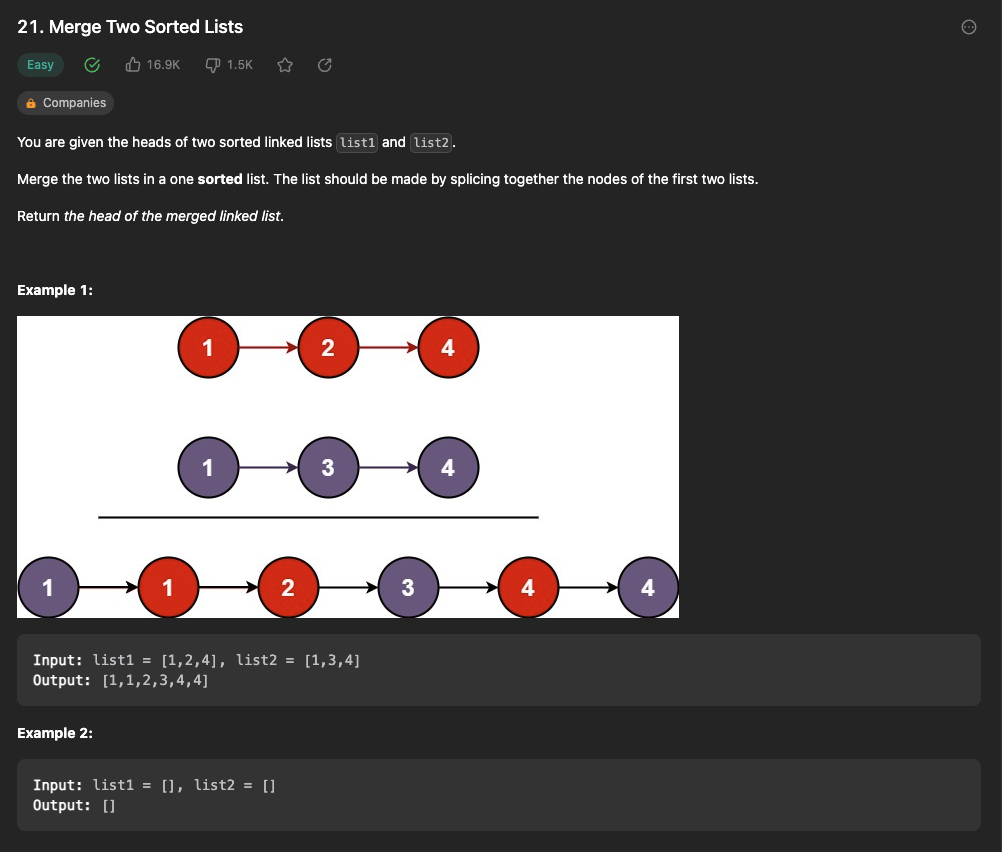 21. Merge Two Sorted Lists
Easy 16.9K 1.5K
Companies
You are given the heads of two sorted linked lists list1 and list2.
Merge the two lists in a one sorted list. The list should be made by splicing together the nodes of the first two lists.
Return the head of the merged linked list.
Example 1:
1 2 4
1 3 4
1 1 2 3 4 4
Input: list1 = [1,2,4], list2 = [1,3,4]
Output: [1,1,2,3,4,4]
Example 2:
Input: list1 = [], list2 = []
Output: []